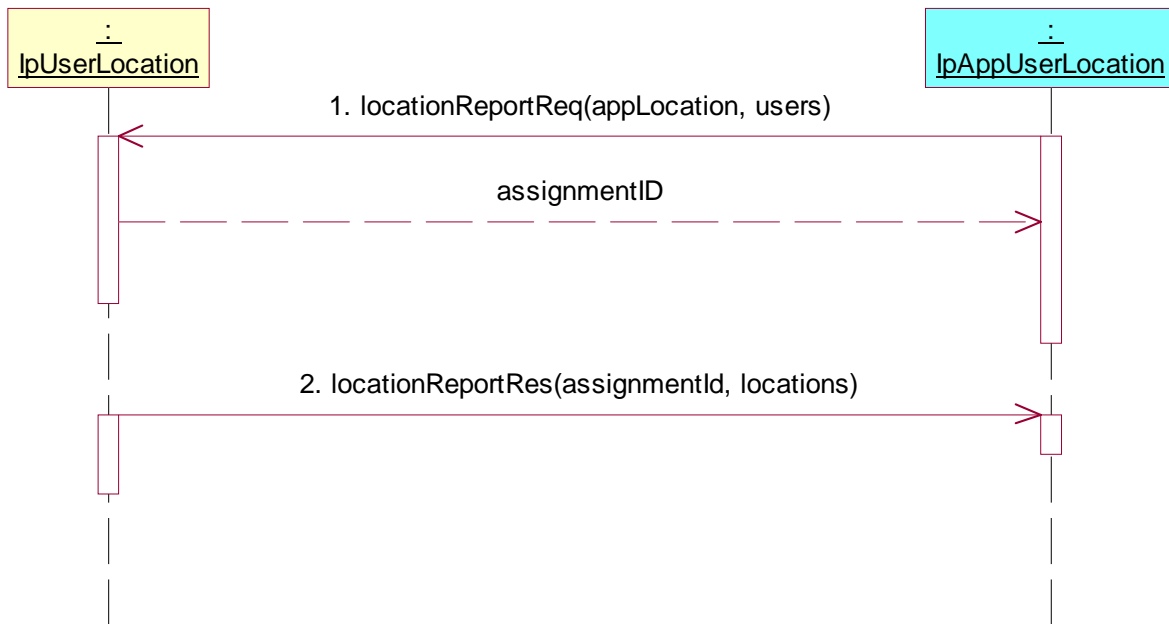 :
IpUserLocation
:
IpAppUserLocation
1. locationReportReq(appLocation, users)
assignmentID
2. locationReportRes(assignmentId, locations)